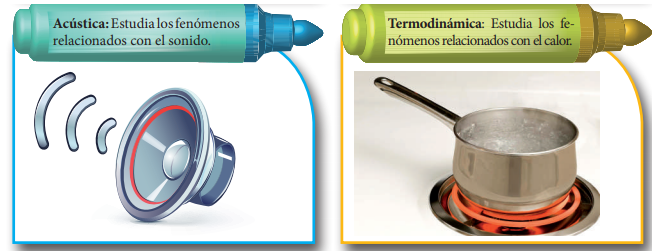 Acústica: Estudia los fenómenos
relacionados con el sonido.
Termodinámica: Estudia los fe-
nómenos relacionados con el calor.